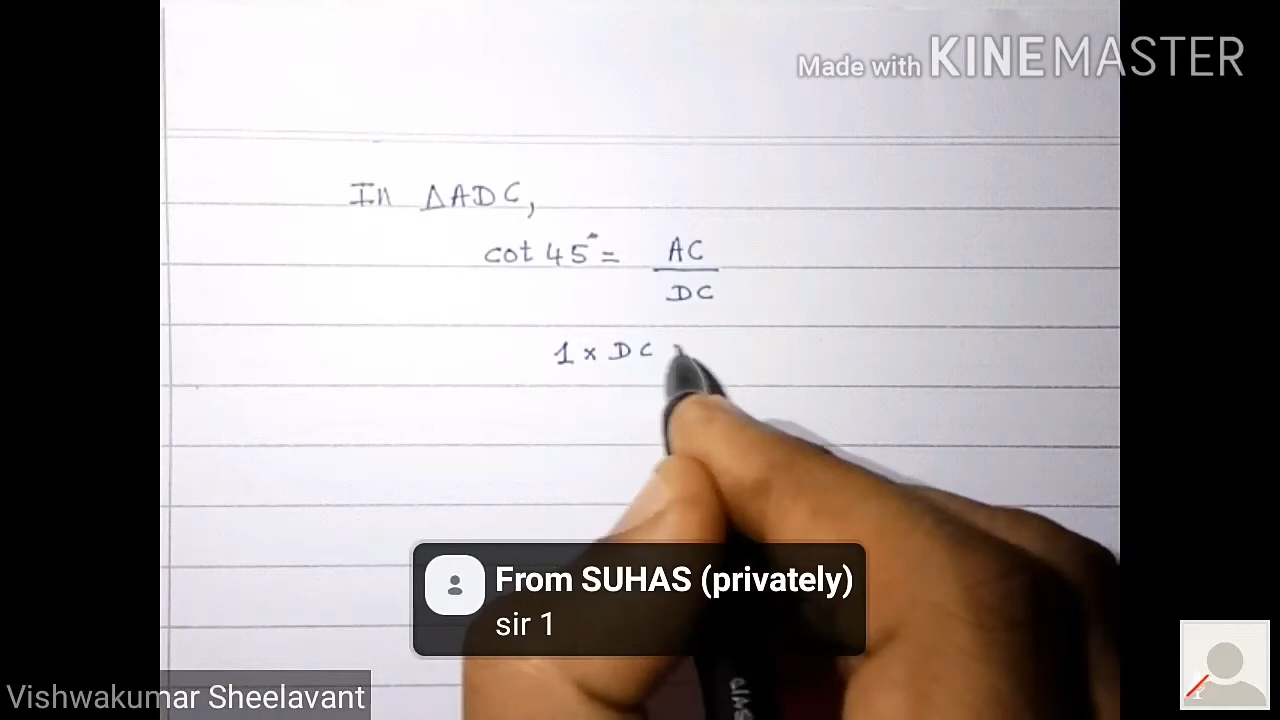 Made with KINEMASTER
In ΔADC,
cot 45° = AC
DC
1 x DC
From SUHAS (privately)
sir 1
Vishwakumar Sheelavant